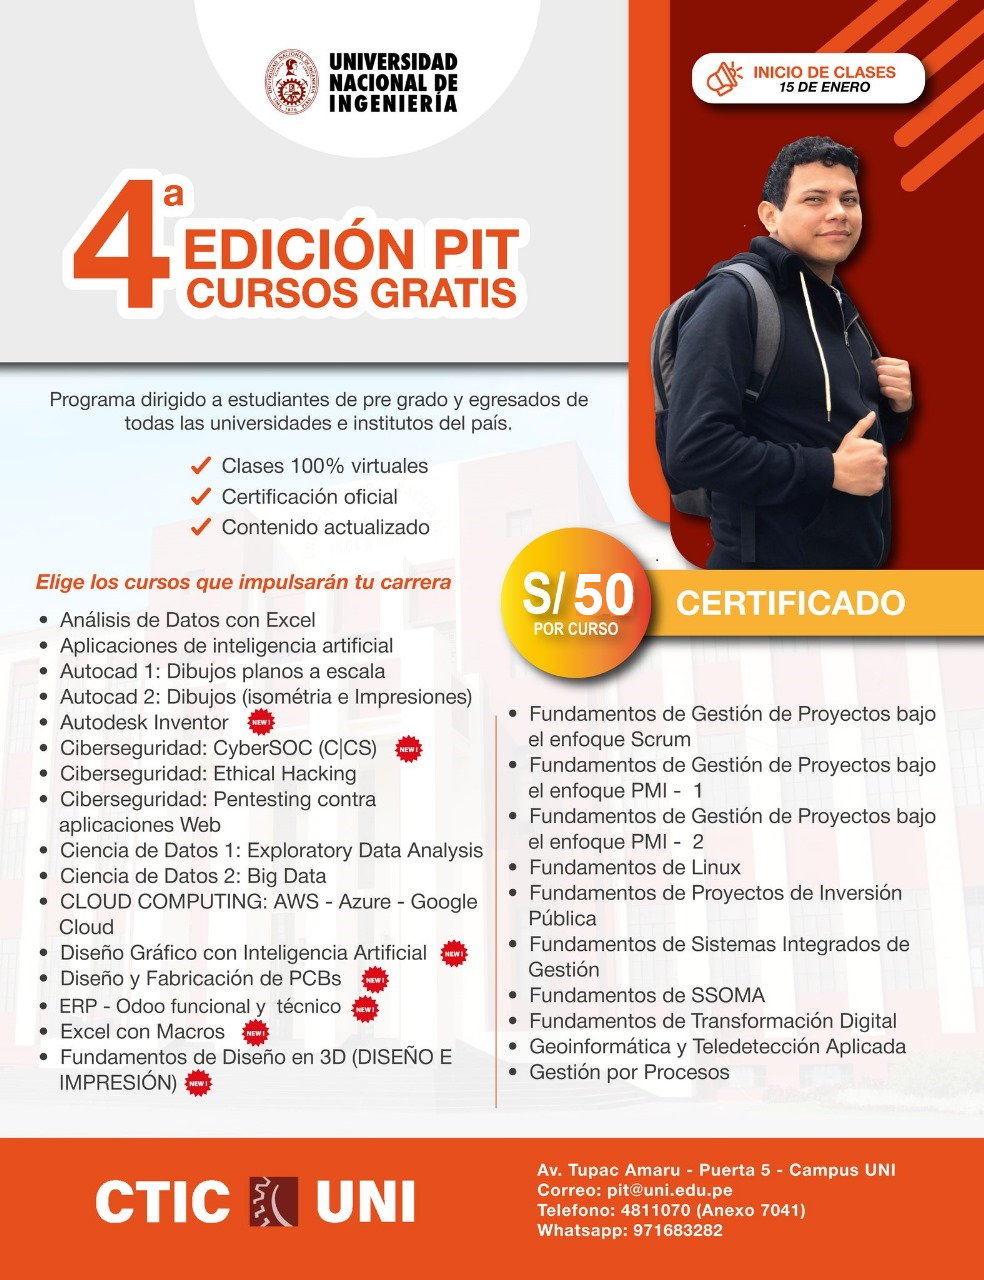 UNIVERSIDAD
NACIONAL DE
INGENIERÍA
INICIO DE CLASES
15 DE ENERO
4ª
EDICIÓN PIT
CURSOS GRATIS
Programa dirigido a estudiantes de pre grado y egresados de
todas las universidades e institutos del país.
Clases 100% virtuales
Certificación oficial
Contenido actualizado
Elige los cursos que impulsarán tu carrera
S/ 50
POR CURSO
CERTIFICADO
• Análisis de Datos con Excel
• Aplicaciones de inteligencia artificial
• Autocad 1: Dibujos planos a escala
• Autocad 2: Dibujos (isométria e Impresiones)
• Autodesk Inventor NEW !
• Ciberseguridad: CyberSOC (C|CS) NEW !
• Ciberseguridad: Ethical Hacking
• Ciberseguridad: Pentesting contra
aplicaciones Web
• Ciencia de Datos 1: Exploratory Data Analysis
• Ciencia de Datos 2: Big Data
• CLOUD COMPUTING: AWS - Azure - Google
Cloud
• Diseño Gráfico con Inteligencia Artificial NEW !
• Diseño y Fabricación de PCBs NEW !
• ERP - Odoo funcional y técnico NEW !
• Excel con Macros NEW !
• Fundamentos de Diseño en 3D (DISEÑO E
IMPRESIÓN) NEW !
• Fundamentos de Gestión de Proyectos bajo
el enfoque Scrum
• Fundamentos de Gestión de Proyectos bajo
el enfoque PMI - 1
• Fundamentos de Gestión de Proyectos bajo
el enfoque PMI - 2
• Fundamentos de Linux
• Fundamentos de Proyectos de Inversión
Pública
• Fundamentos de Sistemas Integrados de
Gestión
• Fundamentos de SSOMA
• Fundamentos de Transformación Digital
• Geoinformática y Teledetección Aplicada
• Gestión por Procesos
CTIC UNI
Av. Tupac Amaru - Puerta 5 - Campus UNI
Correo: pit@uni.edu.pe
Telefono: 4811070 (Anexo 7041)
Whatsapp: 971683282